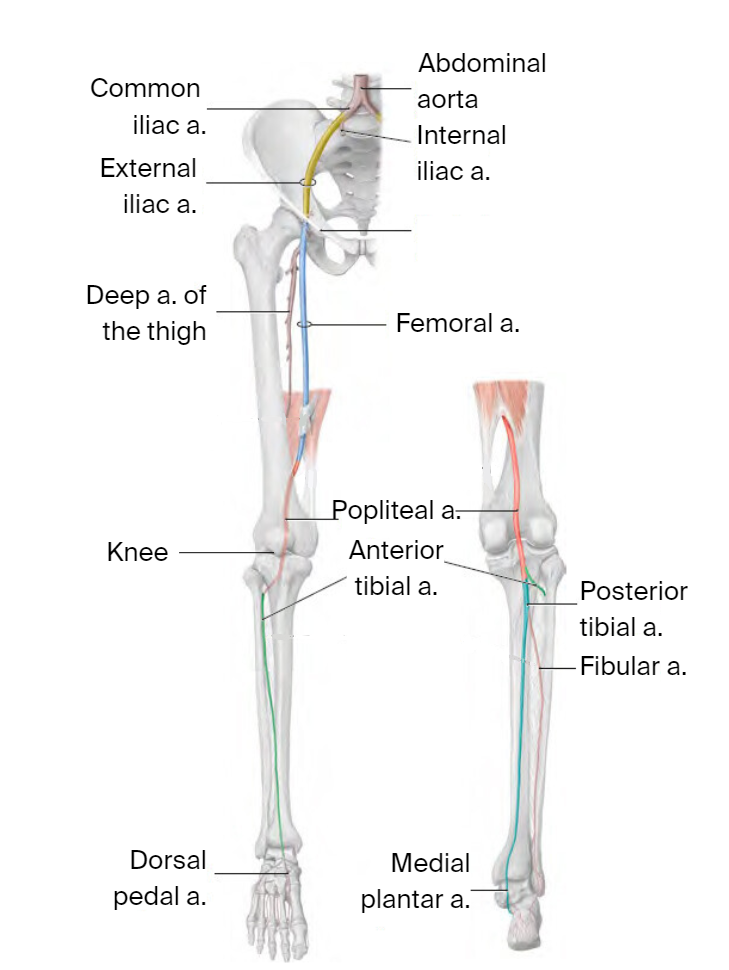 Abdominal
aorta
Common
iliac a.
Internal
iliac a.
External
iliac a.
Deep a. of
the thigh
Femoral a.
Popliteal a.
Knee
Anterior
tibial a.
Posterior
tibial a.
Fibular a.
Dorsal
pedal a.
Medial
plantar a.